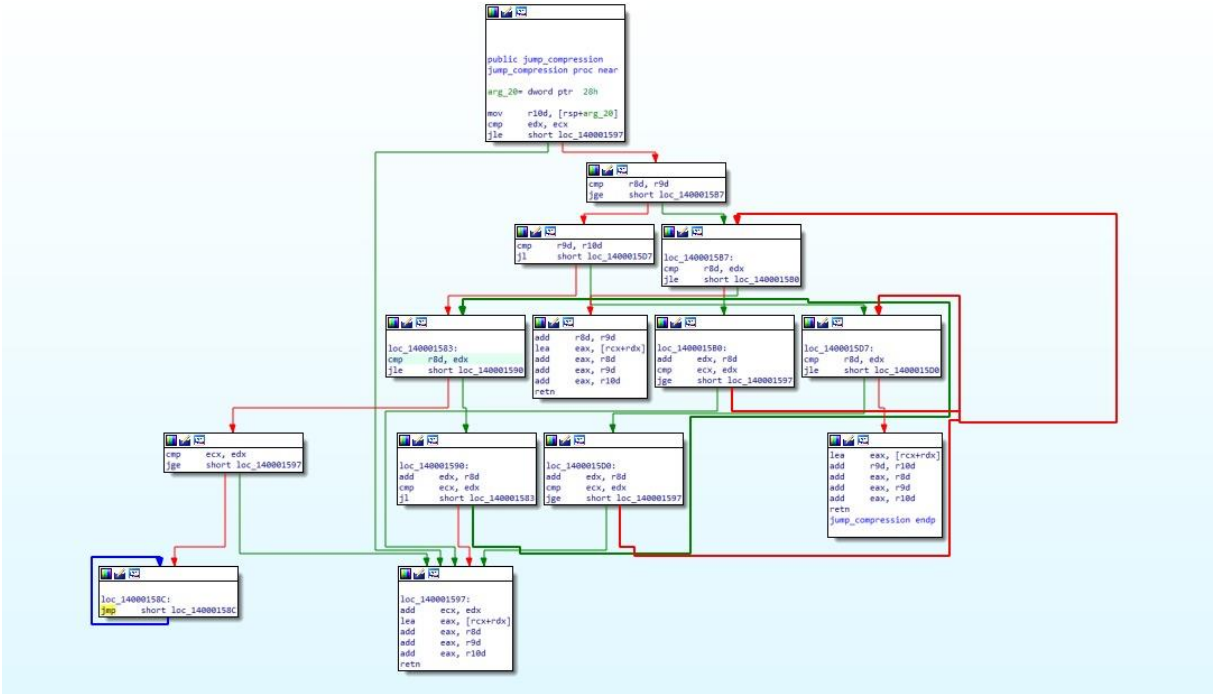 public jump_compression
jump_compression proc near
arg_20= dword ptr  28h
mov     r10d, [rsp+arg_20]
cmp     edx, ecx
jle     short loc_140001597
cmp     r8d, r9d
jge     short loc_1400015B7
cmp     r9d, r10d
jl      short loc_1400015D7
loc_1400015B7:
cmp     r8d, edx
jle     short loc_1400015B0
loc_140001583:
cmp     r8d, edx
jle     short loc_140001590
add     r8d, r9d
lea     eax, [rcx+rdx]
add     eax, r8d
add     eax, r9d
add     eax, r10d
retn
loc_1400015B0:
add     edx, r8d
cmp     ecx, edx
jge     short loc_140001597
loc_1400015D7:
cmp     r8d, edx
jle     short loc_1400015D0
cmp     ecx, edx
jge     short loc_140001597
loc_140001590:
add     edx, r8d
cmp     ecx, edx
jl      short loc_140001583
loc_1400015D0:
add     edx, r8d
cmp     ecx, edx
jge     short loc_140001597
lea     eax, [rcx+rdx]
add     r9d, r10d
add     eax, r8d
add     eax, r9d
add     eax, r10d
retn
jump_compression endp
loc_14000158C:
jmp     short loc_14000158C
loc_140001597:
add     ecx, edx
lea     eax, [rcx+rdx]
add     eax, r8d
add     eax, r9d
add     eax, r10d
retn